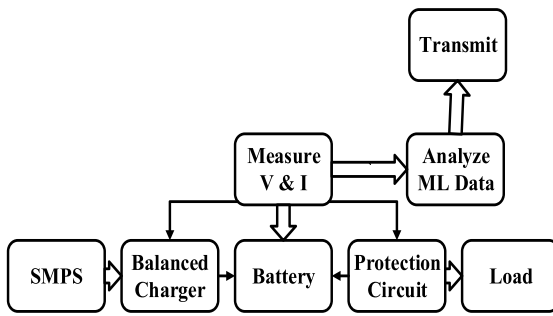 Transmit
Measure
V & I
Analyze
ML Data
SMPS
Balanced
Charger
Battery
Protection
Circuit
Load